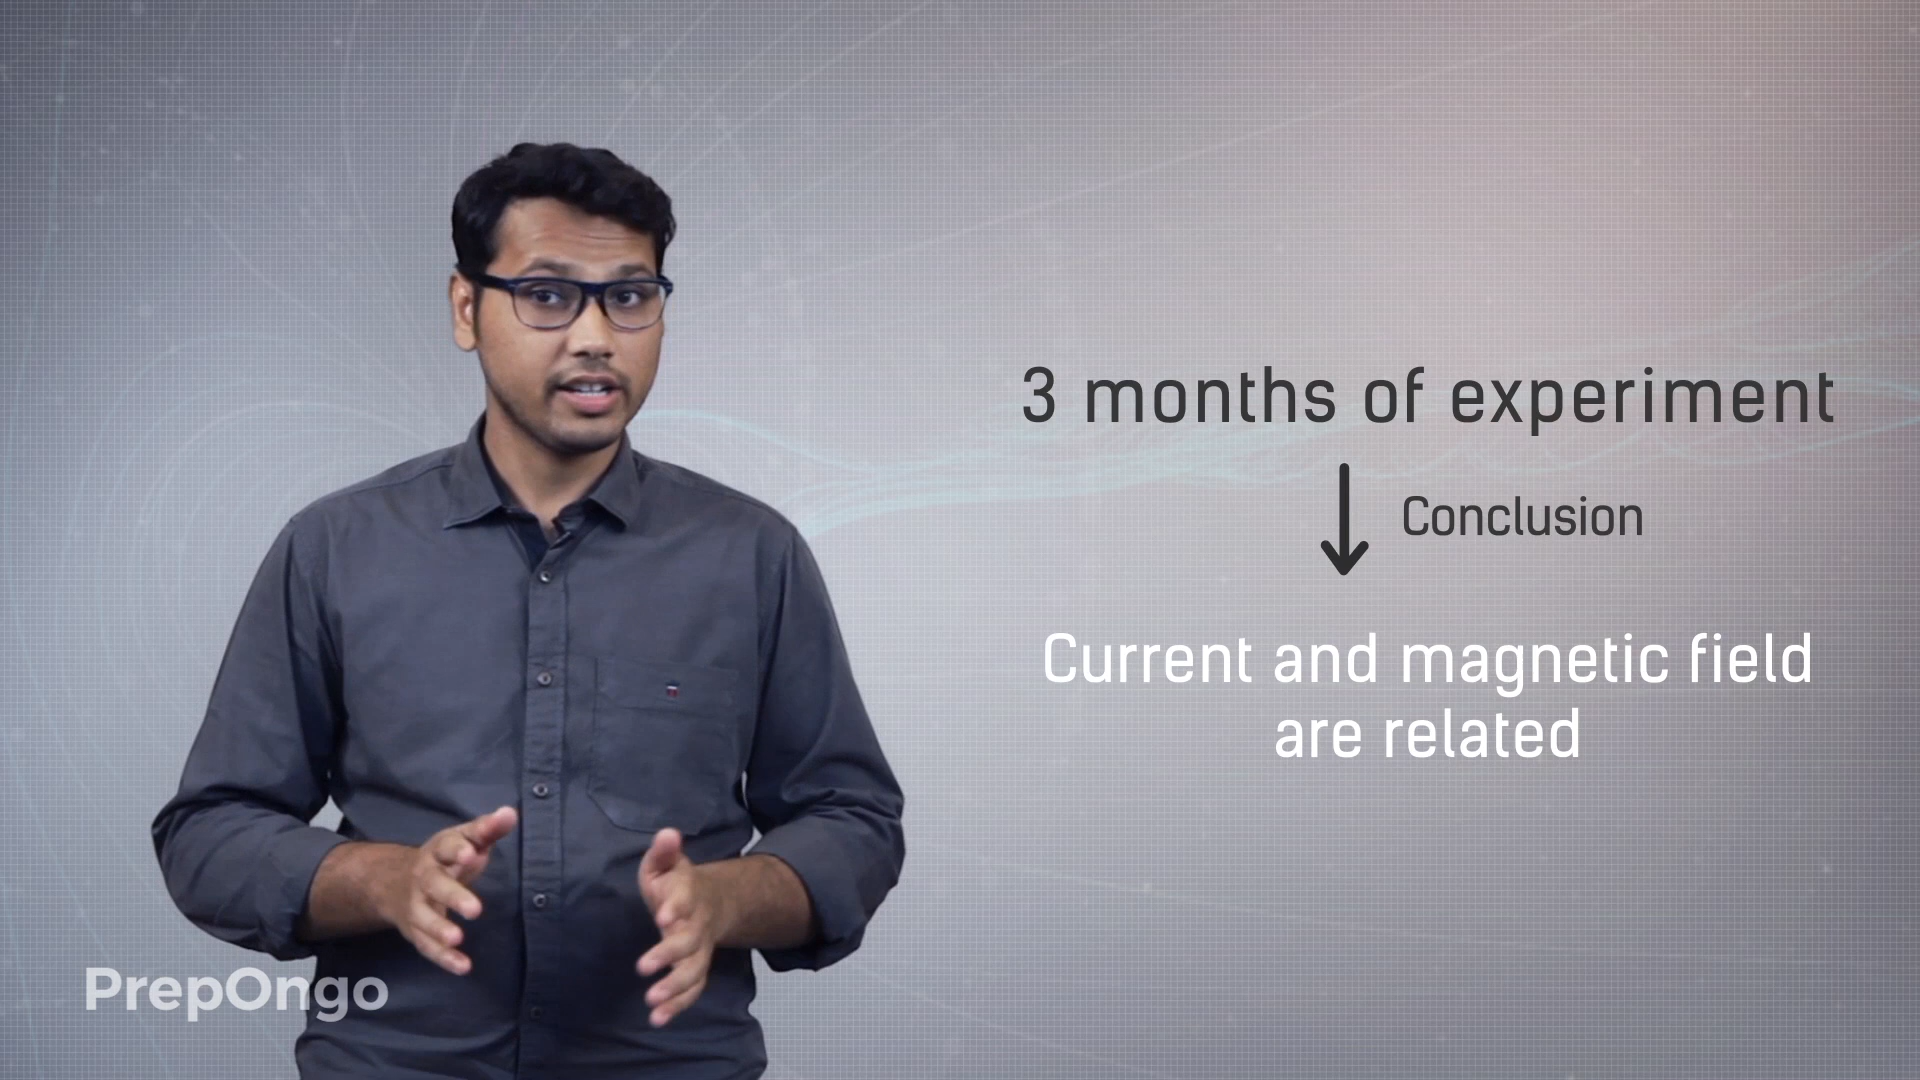 3 months of experiment
Conclusion
Current and magnetic field
are related
PrepOngo